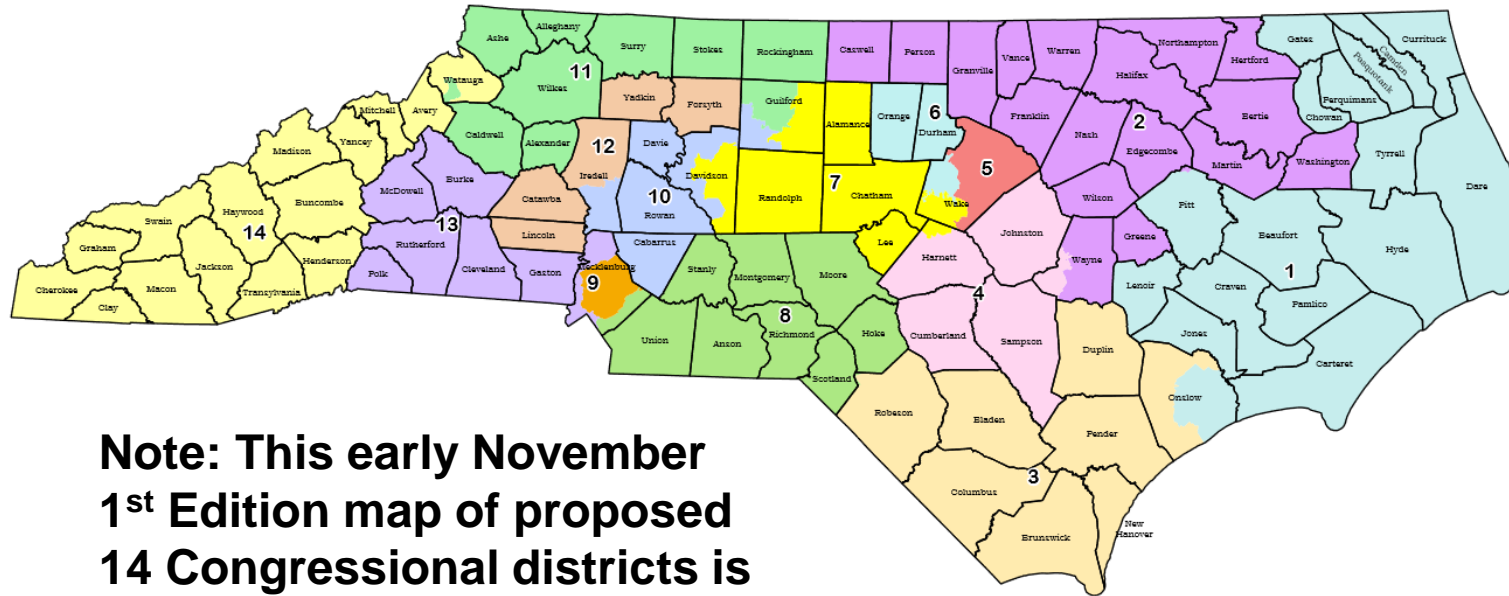 Gates Currituck
Camden
Pasquotank
Alleghany
Ashe Surry Stokes Rockingham Caswell Person Granville Vance Warren Northampton Hertford
Halifax
Watauga 11 Wilkes Yadkin Forsyth Guilford Alamance Orange 6 Durham Franklin Nash 2 Edgecombe Bertie Perquimans Chowan
Mitchell Avery Caldwell Alexander 12 Iredell Davie Davidson Randolph 7 Chatham Wake 5 Wilson Martin Washington Tyrrell Dare
Madison Yancey McDowell Burke Catawba 10 Rowan
Swain Haywood Buncombe 13 Rutherford Lincoln Cabarrus Lee Johnston Greene Pitt Beaufort Hyde
Graham 14 Jackson Henderson Polk Cleveland Gaston Mecklenburg Stanly Montgomery Moore Harnett Wayne Lenoir Craven 1 Pamlico
Cherokee Clay Macon Transylvania 9 Union Anson 8 Richmond Hoke Cumberland 4 Sampson Duplin Jones Carteret
Scotland Onslow
Robeson Bladen Pender
Columbus 3
Brunswick New
Hanover
Note: This early November
1st Edition map of proposed
14 Congressional districts is